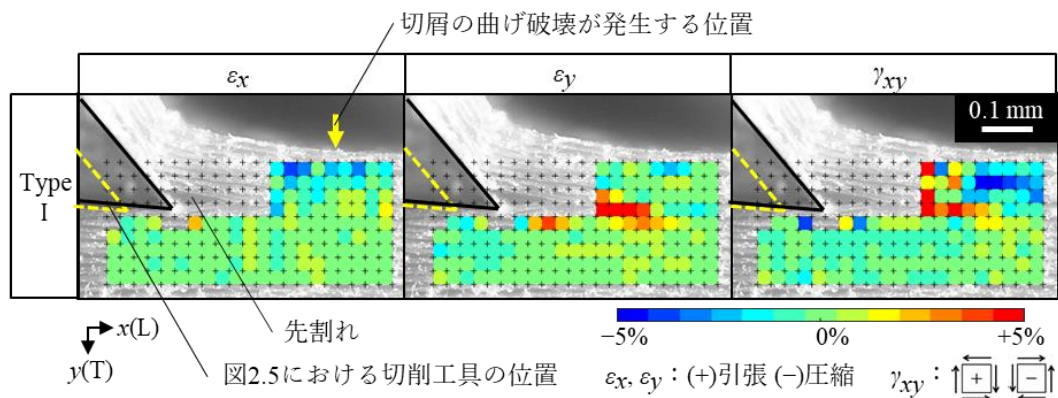 切屑の曲げ破壊が発生する位置
εx εy γxy
0.1 mm
Type
I
x(L)
y(T)
先割れ
図2.5における切削工具の位置
−5% 0% +5%
εx, εy：(+)引張 (−)圧縮 γxy： + −